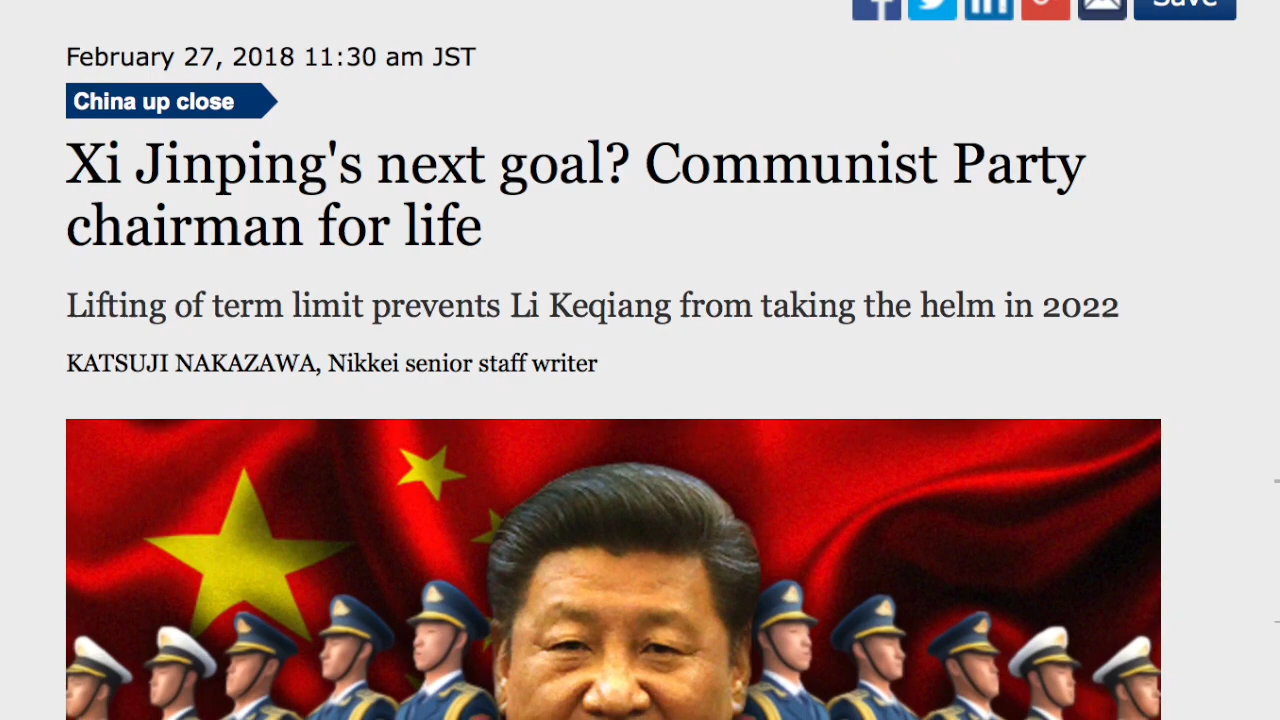 Save
February 27, 2018 11:30 am JST
China up close
Xi Jinping's next goal? Communist Party
chairman for life
Lifting of term limit prevents Li Keqiang from taking the helm in 2022
KATSUJI NAKAZAWA, Nikkei senior staff writer